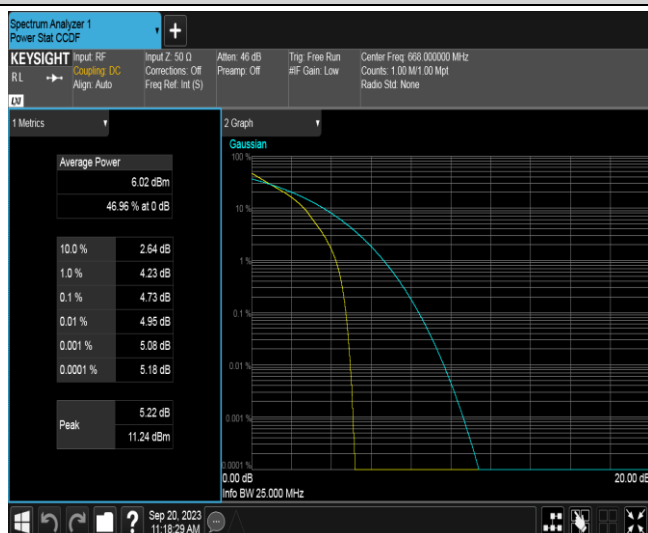 Spectrum Analyzer 1
Power Stat CCDF
+
KEYSIGHT
RL
LXI
Input: RF
Coupling: DC
Align: Auto
Input Z: 50 Ω
Corrections: Off
Freq Ref: Int (S)
Atten: 46 dB
Preamp: Off
Trig: Free Run
#IF Gain: Low
Center Freq: 668.000000 MHz
Counts: 1.00 M/1.00 Mpt
Radio Std: None
1 Metrics
Average Power
6.02 dBm
46.96 % at 0 dB
10.0 % 2.64 dB
1.0 % 4.23 dB
0.1 % 4.73 dB
0.01 % 4.95 dB
0.001 % 5.08 dB
0.0001 % 5.18 dB
Peak
5.22 dB
11.24 dBm
2 Graph
Gaussian
100 %
10 %
1 %
0.1 %
0.01 %
0.001 %
0.0001 %
0.00 dB
20.00 dB
Info BW 25.000 MHz
?
Sep 20, 2023
11:18:29 AM